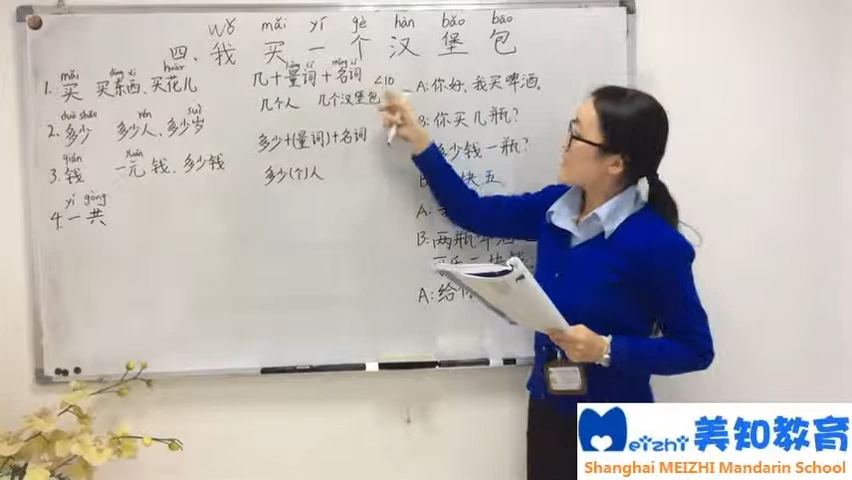 wǒ mǎi yí gè hàn bǎo bāo
四.我 买 一 个 汉 堡 包
mǎi dōng xi huār
1. 买 买东西、买花儿
duō shǎo rén suì
2. 多少 多少人、多少岁
qián yuán
3. 钱 一元钱、多少钱
yí gòng
4. 一共
liàng cí míng cí
几+量词+名词 <10
几个人 几个汉堡包
多少+(量词)+名词
多少(个)人
A:你好,我买啤酒。
B:你买几瓶?
多少钱一瓶?
B 块五
A:
B:两瓶啤酒
A:给你
Meizhi 美知教育
Shanghai MEIZHI Mandarin School